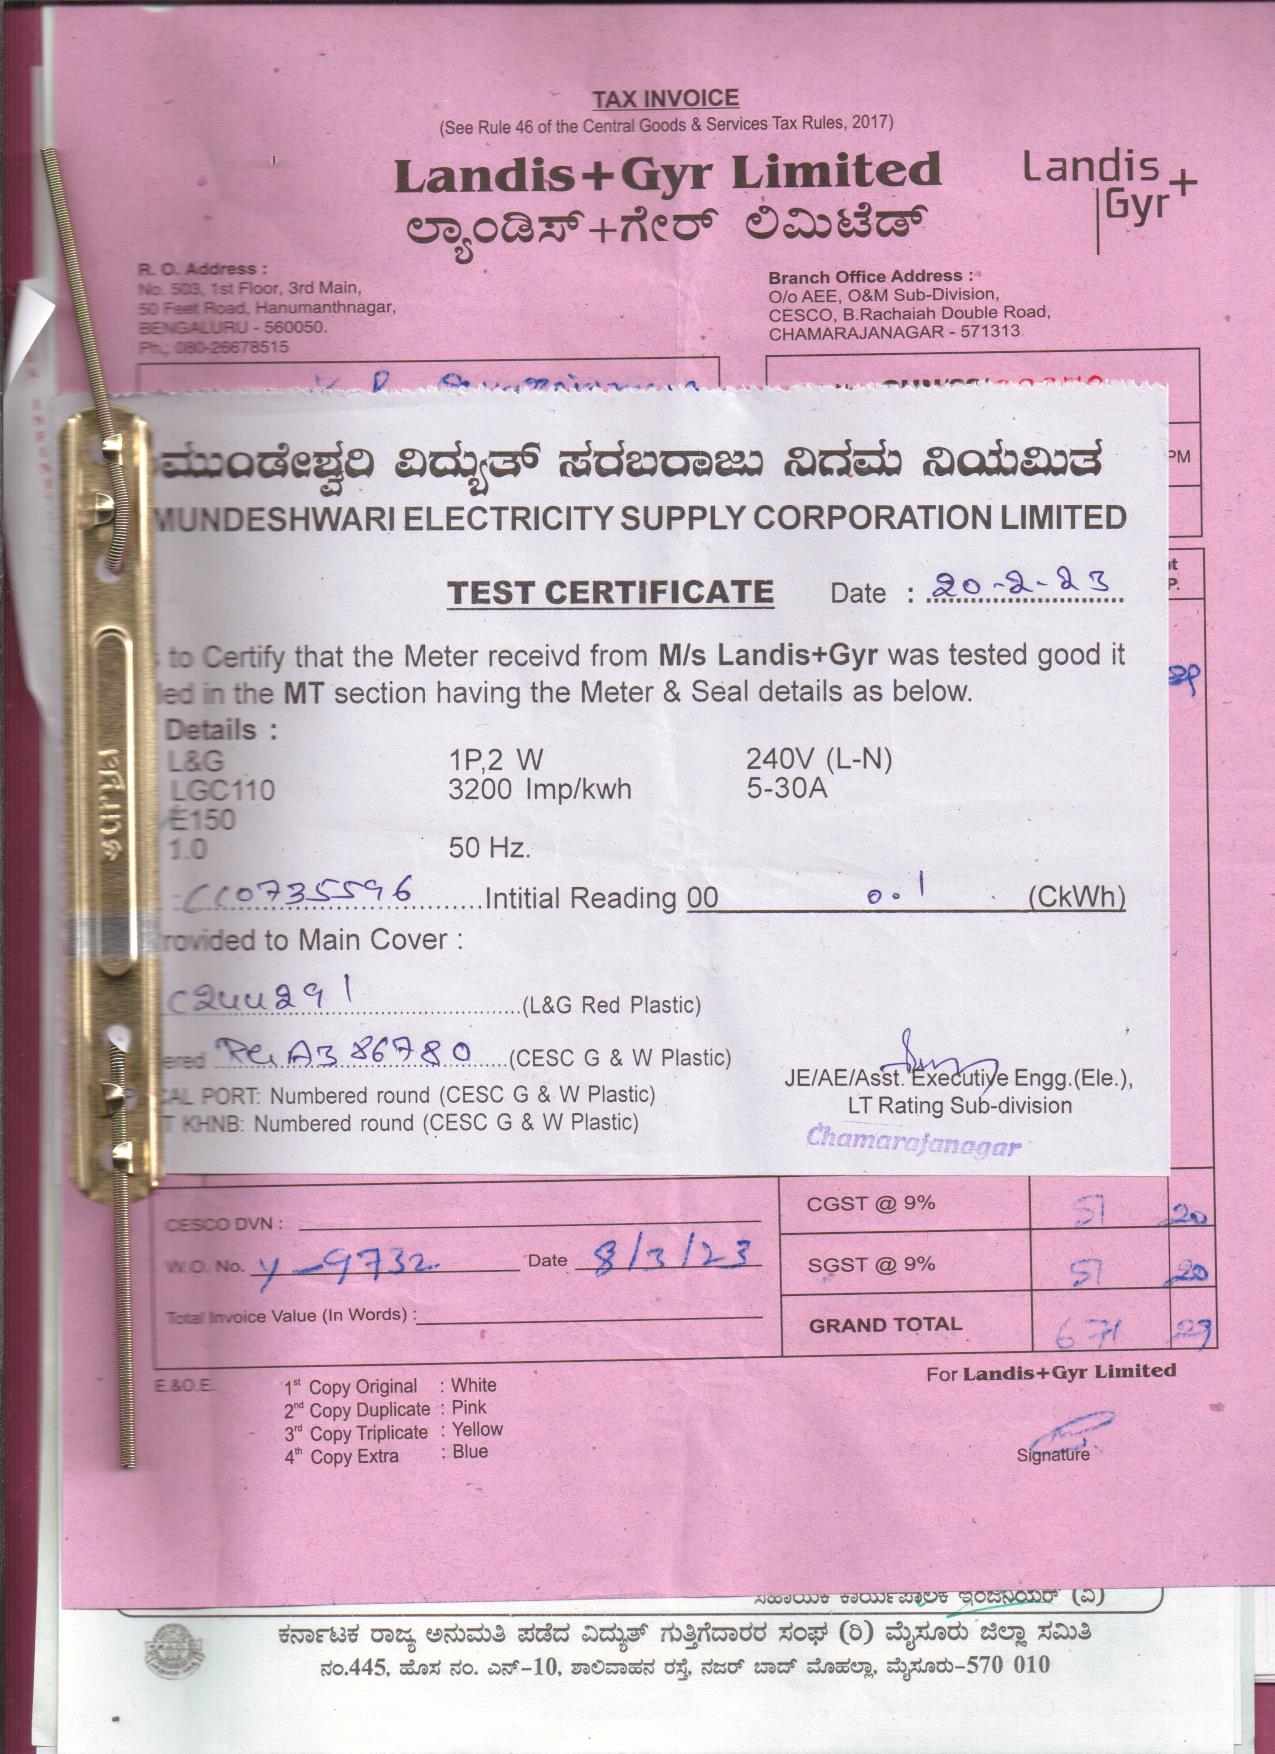 TAX INVOICE
(See Rule 46 of the Central Goods & Services Tax Rules, 2017)
Landis+Gyr Limited
ಲ್ಯಾಂಡಿಸ್+ಗೇರ್ ಲಿಮಿಟೆಡ್
Landis
Gyr+
R. O. Address :
No. 503, 1st Floor, 3rd Main,
50 Feet Road, Hanumanthnagar,
BENGALURU - 560050.
Ph.: 080-26678515
Branch Office Address :
O/o AEE, O&M Sub-Division,
CESCO, B.Rachaiah Double Road,
CHAMARAJANAGAR - 571313
PM
P.
ಮುಂಡೇಶ್ವರಿ ವಿದ್ಯುತ್ ಸರಬರಾಜು ನಿಗಮ ನಿಯಮಿತ
MUNDESHWARI ELECTRICITY SUPPLY CORPORATION LIMITED
TEST CERTIFICATE Date : 20-2-23
to Certify that the Meter receivd from M/s Landis+Gyr was tested good it
led in the MT section having the Meter & Seal details as below.
Details :
L&G 1P,2 W 240V (L-N)
LGC110 3200 Imp/kwh 5-30A
E150
1.0 50 Hz.
CC0735596 Intitial Reading 00 0.1 (CkWh)
rovided to Main Cover :
C244291 (L&G Red Plastic)
ered A386780 (CESC G & W Plastic)
AL PORT: Numbered round (CESC G & W Plastic)
T KHNB: Numbered round (CESC G & W Plastic)
JE/AE/Asst. Executive Engg.(Ele.),
LT Rating Sub-division
Chamarajanagar
CESCO DVN :
W.O. No. Y-9732 Date 8/3/23
Total Invoice Value (In Words) :
CGST @ 9% 51 20
SGST @ 9% 51 20
GRAND TOTAL 671 29
E.&O.E.
1st Copy Original : White
2nd Copy Duplicate : Pink
3rd Copy Triplicate : Yellow
4th Copy Extra : Blue
For Landis+Gyr Limited
Signature
ಸಹಾಯಕ ಕಾರ್ಯಪಾಲಕ ಇಂಜಿನಿಯರ್ (ವಿ)
ಕರ್ನಾಟಕ ರಾಜ್ಯ ಅನುಮತಿ ಪಡೆದ ವಿದ್ಯುತ್ ಗುತ್ತಿಗೆದಾರರ ಸಂಘ (ರಿ) ಮೈಸೂರು ಜಿಲ್ಲಾ ಸಮಿತಿ
ನಂ.445, ಹೊಸ ನಂ. ಎನ್-10, ಶಾಲಿವಾಹನ ರಸ್ತೆ, ನಜರ್ ಬಾದ್ ಮೊಹಲ್ಲಾ, ಮೈಸೂರು-570 010